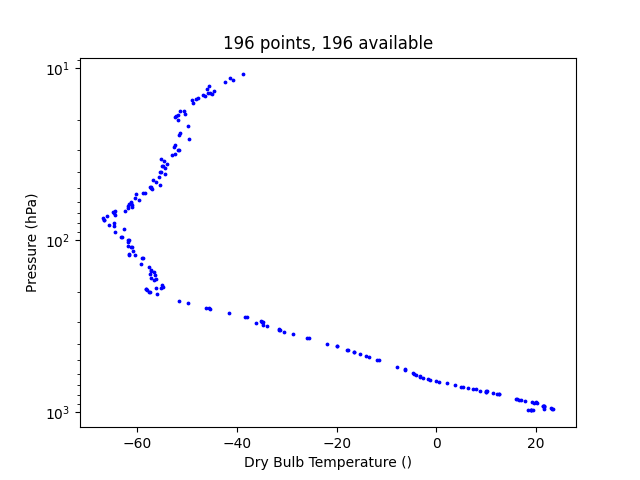 196 points, 196 available
10¹
10²
10³
Pressure (hPa)
−60
−40
−20
0
20
Dry Bulb Temperature ()